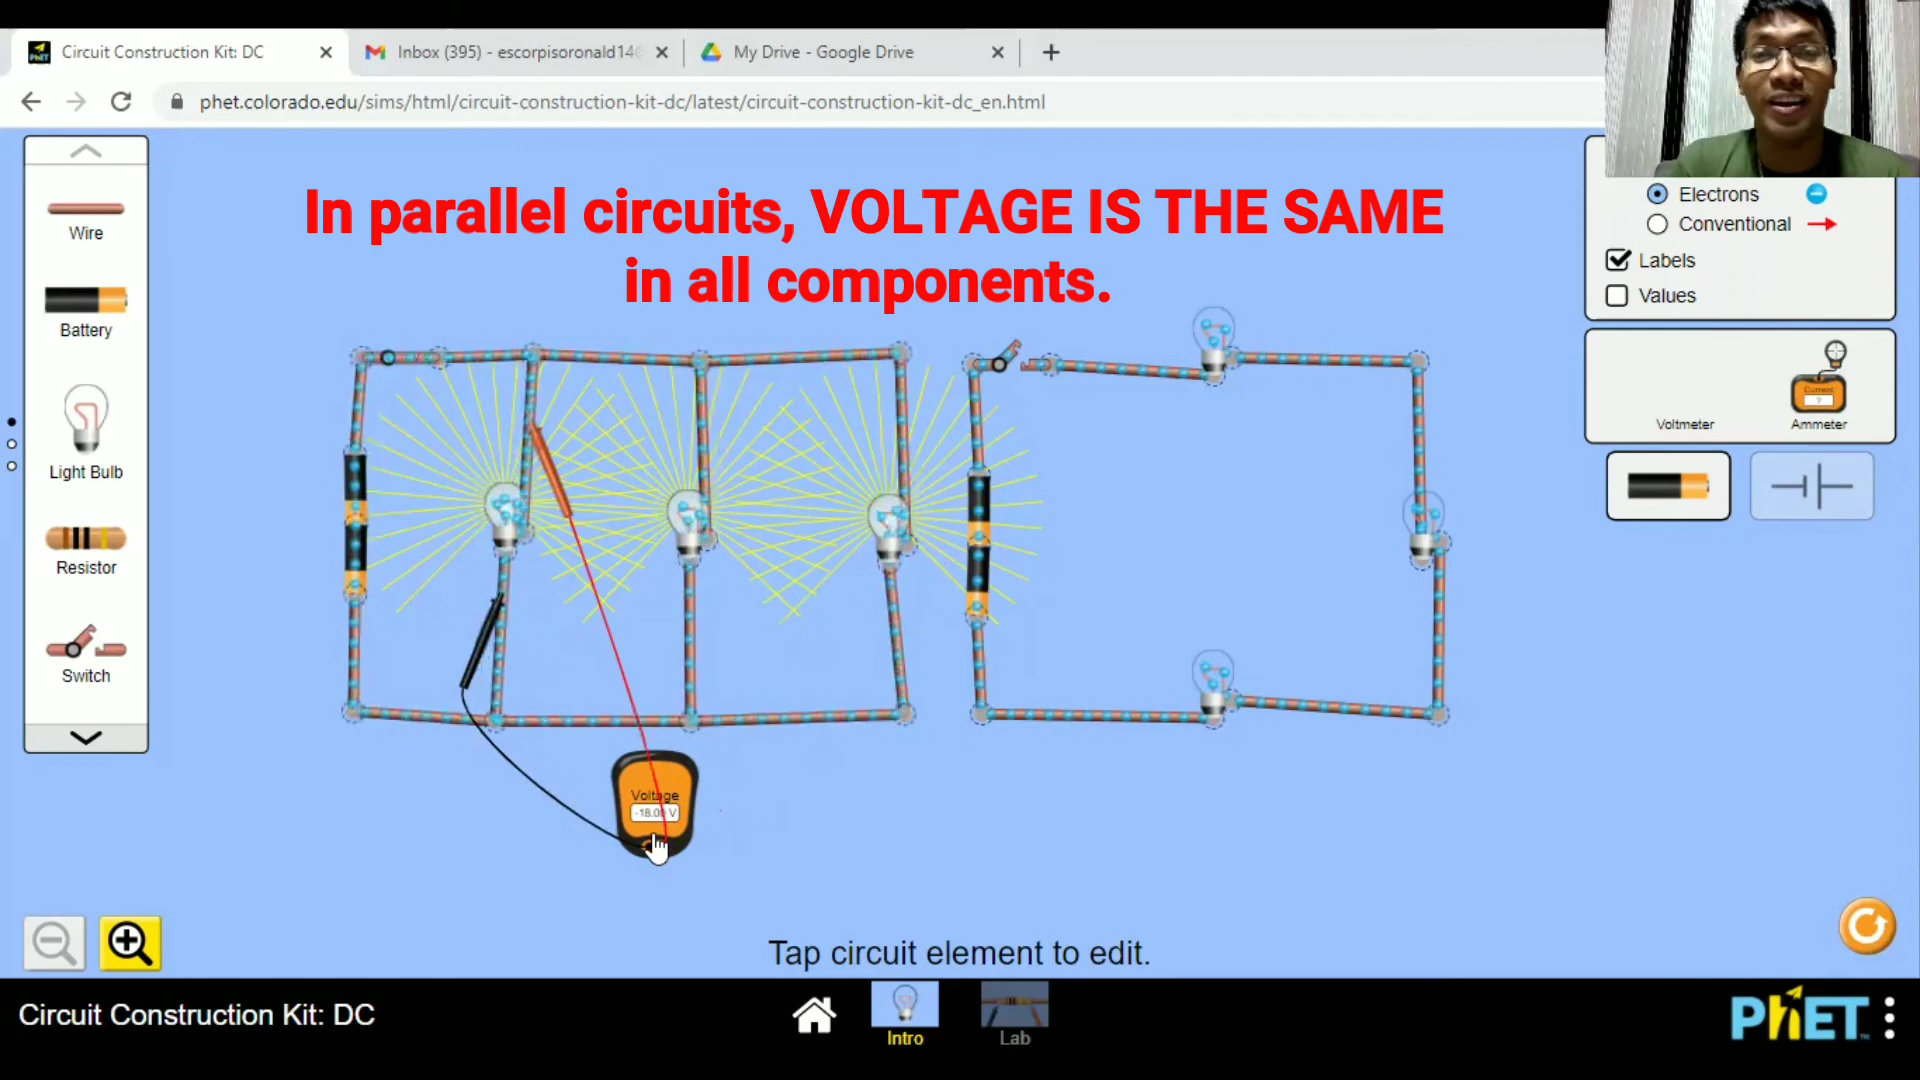 Circuit Construction Kit: DC
Inbox (395) - escorpisoronald14
My Drive - Google Drive
phet.colorado.edu/sims/html/circuit-construction-kit-dc/latest/circuit-construction-kit-dc_en.html
In parallel circuits, VOLTAGE IS THE SAME
in all components.
Wire
Battery
Light Bulb
Resistor
Switch
Electrons
Conventional
Labels
Values
Current
?
Voltmeter
Ammeter
Voltage
-18.00 V
Tap circuit element to edit.
Circuit Construction Kit: DC
Intro
Lab
PhET